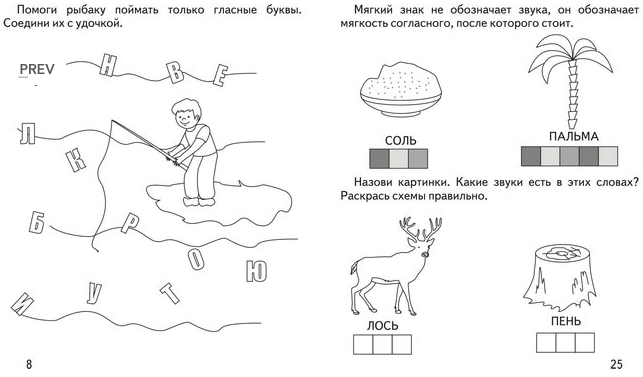 Помоги рыбаку поймать только гласные буквы.
Соедини их с удочкой.
PREV
Н В Е
Л
К
Б Р
О Ю
И У Т
8
Мягкий знак не обозначает звука, он обозначает
мягкость согласного, после которого стоит.
СОЛЬ
ПАЛЬМА
Назови картинки. Какие звуки есть в этих словах?
Раскрась схемы правильно.
ЛОСЬ
ПЕНЬ
25